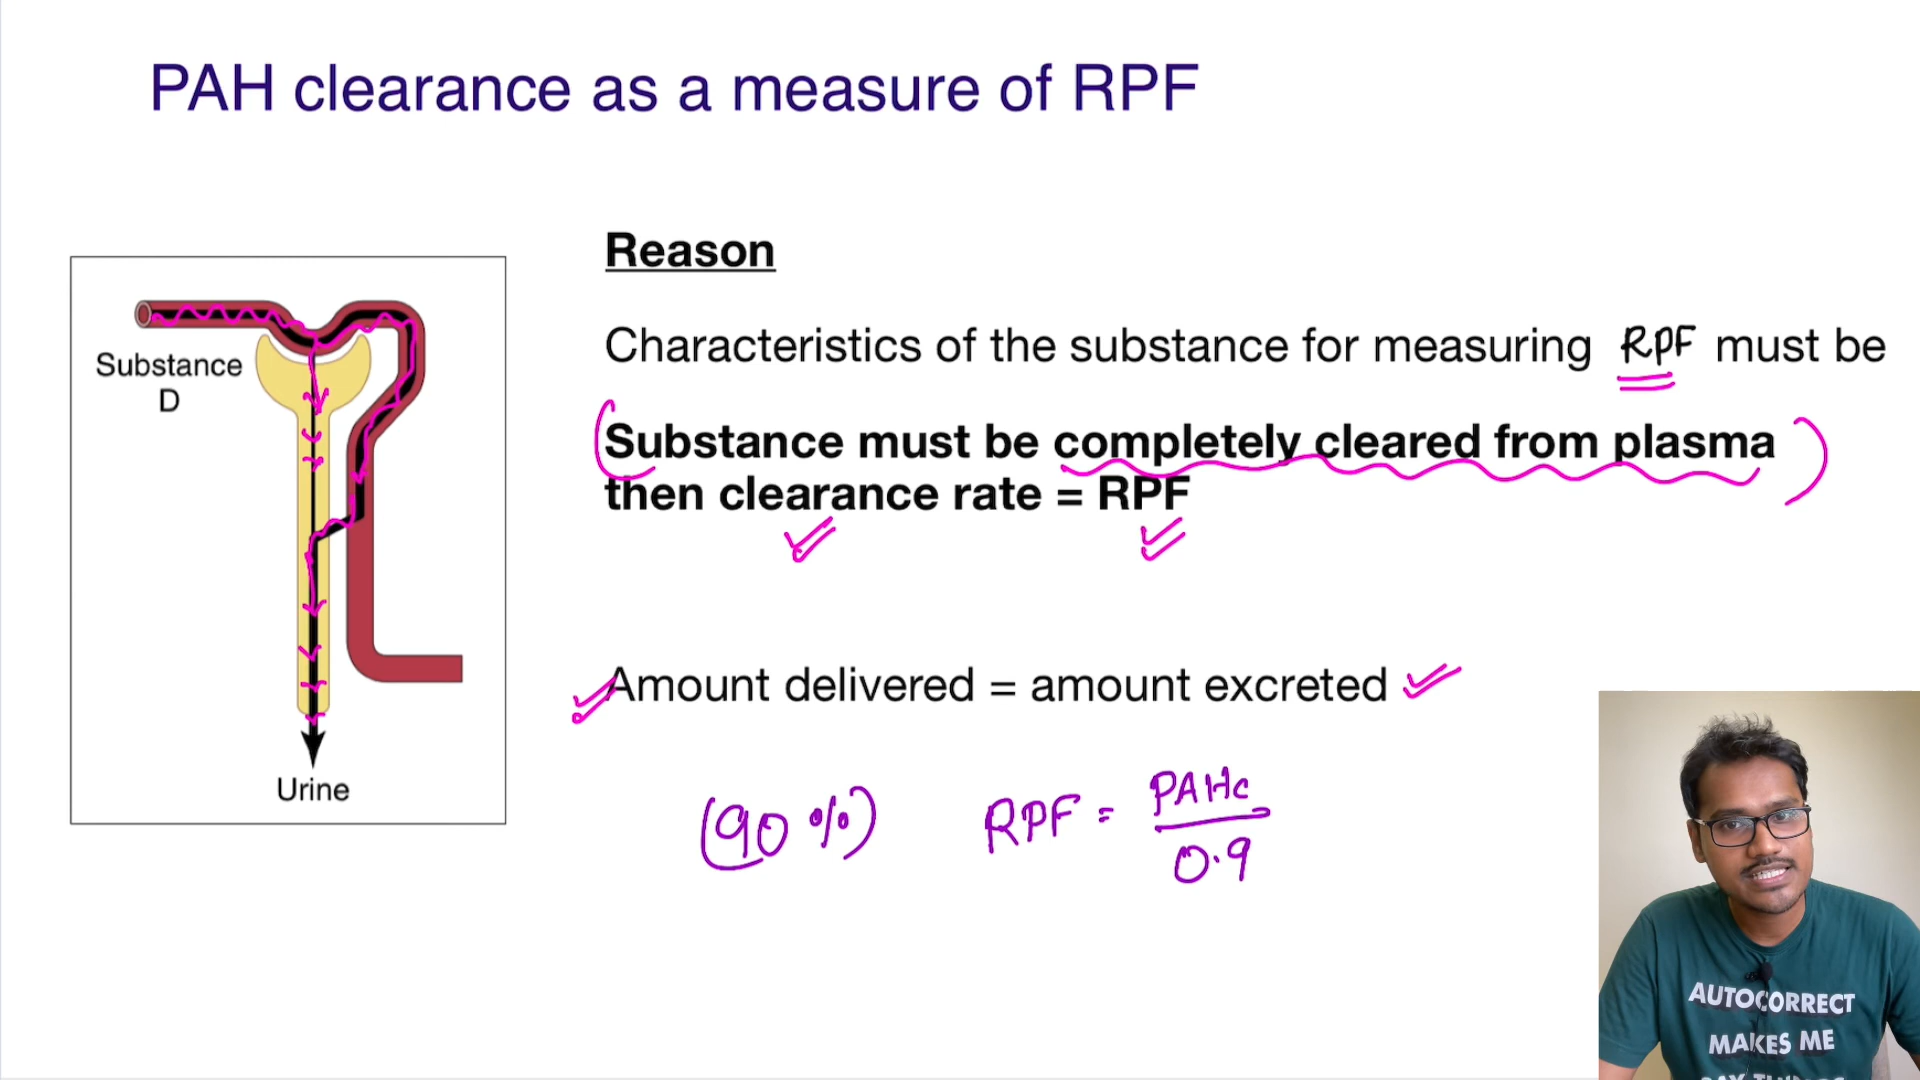 PAH clearance as a measure of RPF
Reason
Characteristics of the substance for measuring RPF must be
Substance must be completely cleared from plasma
then clearance rate = RPF
Amount delivered = amount excreted
(90 %) RPF = PAHc
0.9
Substance
D
Urine
AUTOCORRECT
MAKES ME